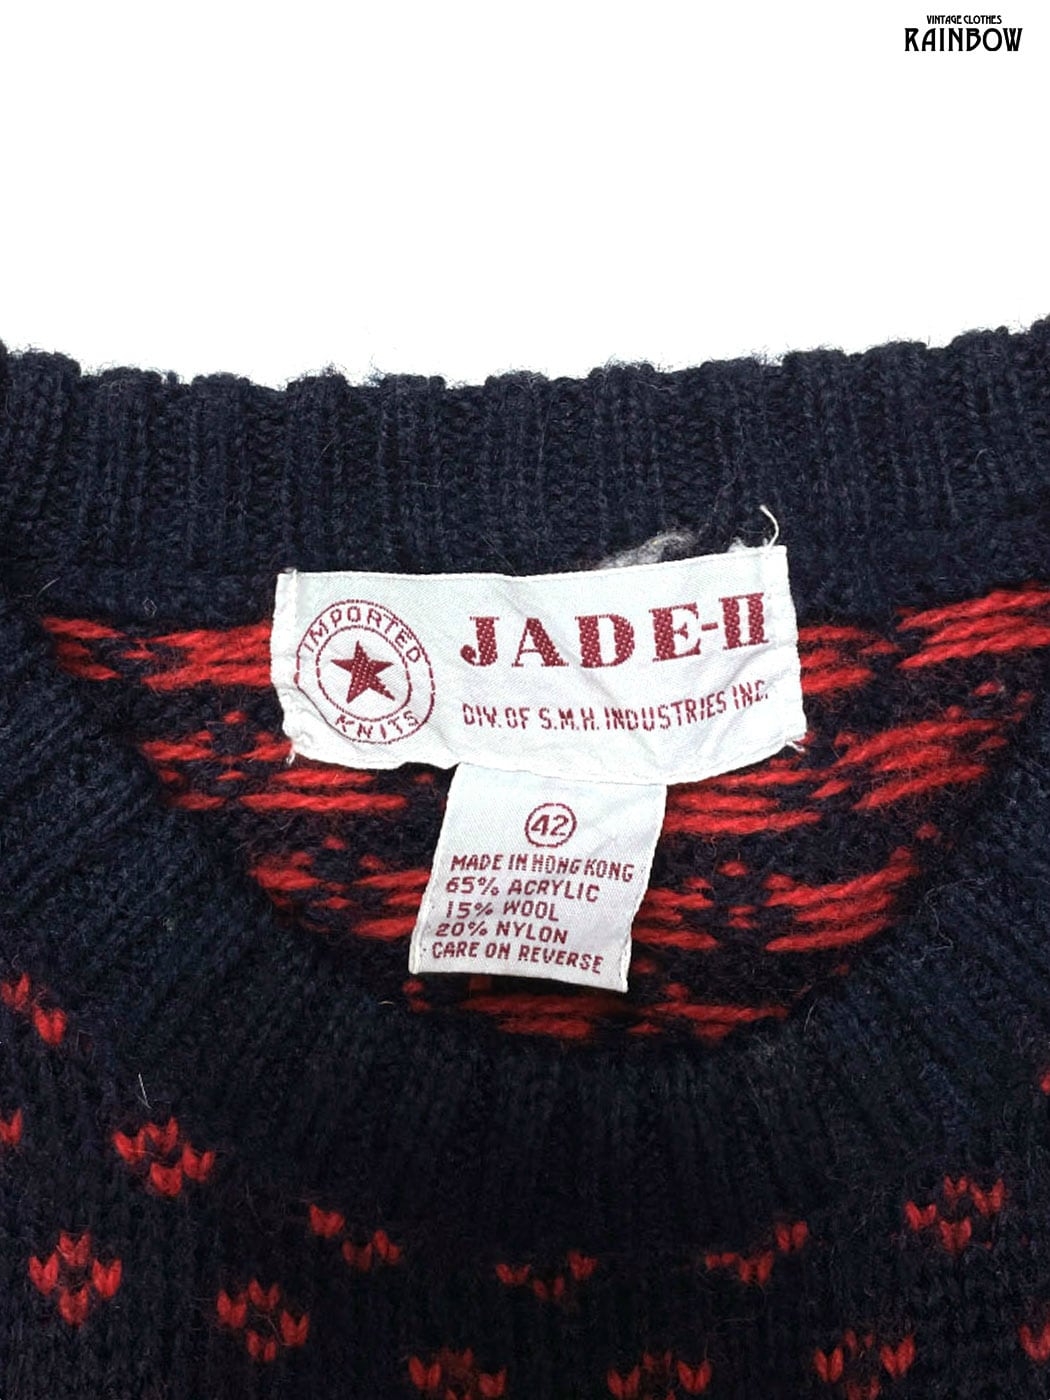 VINTAGE CLOTHES
RAINBOW
IMPORTED
KNITS
JADE-II
DIV. OF S.M.H. INDUSTRIES INC.
42
MADE IN HONG KONG
65% ACRYLIC
15% WOOL
20% NYLON
CARE ON REVERSE